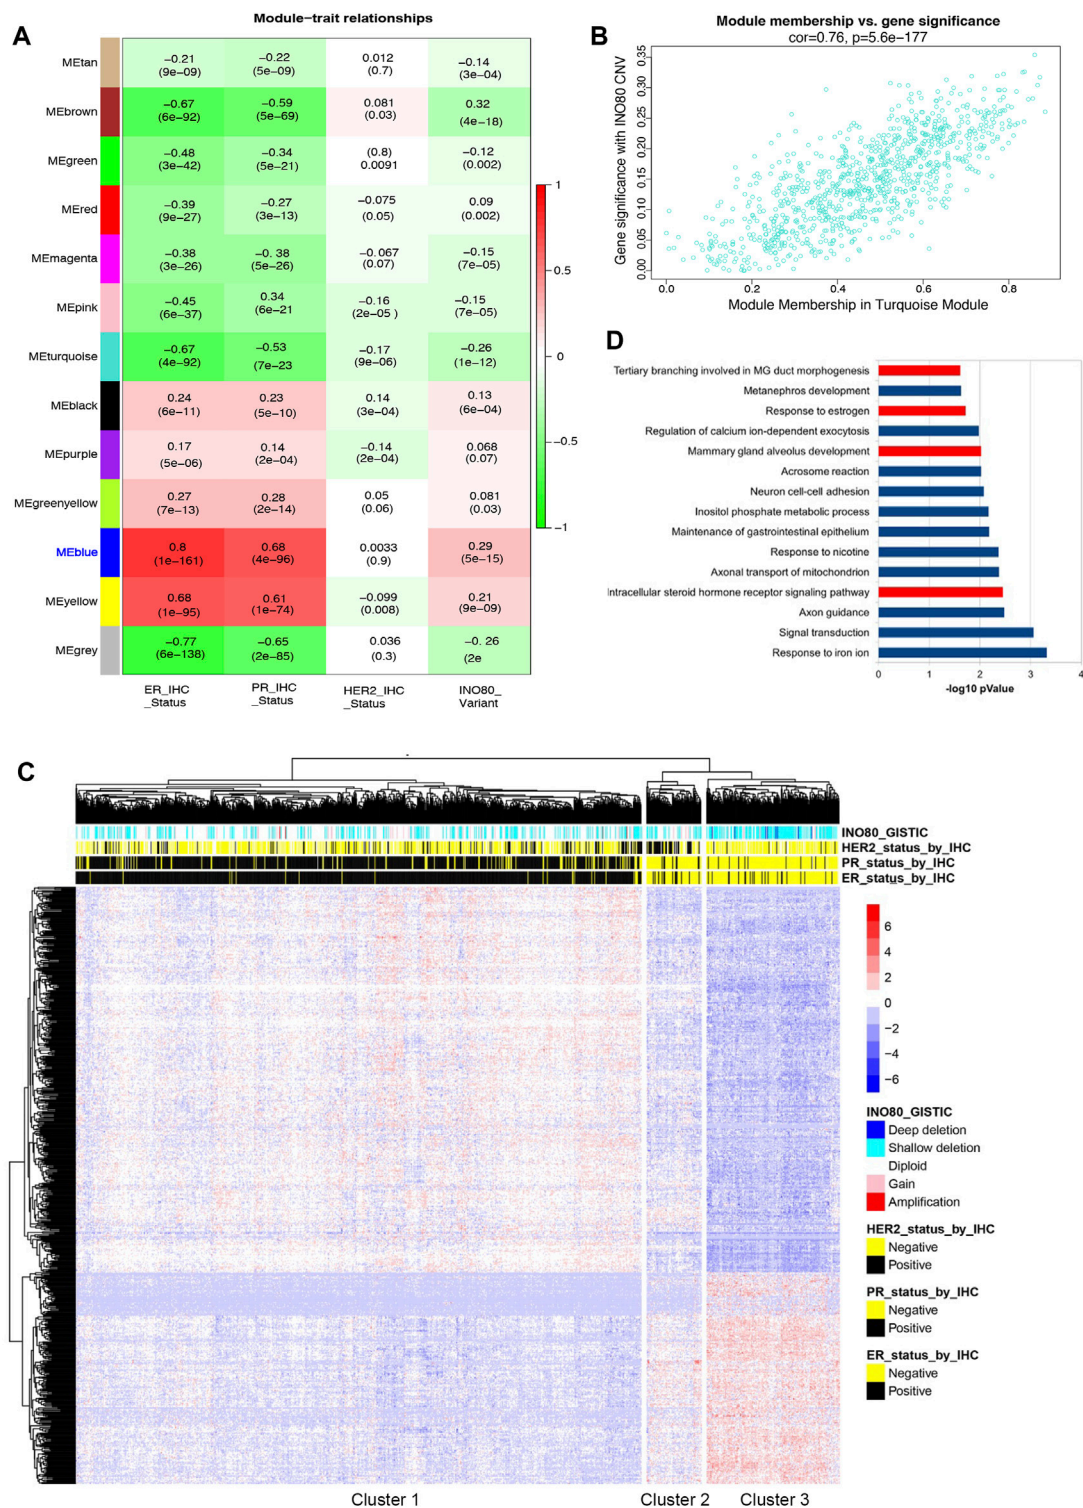 Module−trait relationships
A
MEtan
−0.21
(9e−09)
−0.22
(5e−09)
0.012
(0.7)
−0.14
(3e−04)
MEbrown
−0.67
(6e−92)
−0.59
(5e−69)
0.081
(0.03)
0.32
(4e−18)
MEgreen
−0.48
(3e−42)
−0.34
(5e−21)
(0.8)
0.0091
−0.12
(0.002)
MEred
−0.39
(9e−27)
−0.27
(3e−13)
−0.075
(0.05)
0.09
(0.002)
MEmagenta
−0.38
(3e−26)
−0.38
(5e−26)
−0.067
(0.07)
−0.15
(7e−05)
MEpink
−0.45
(6e−37)
0.34
(6e−21
−0.16
(2e−05 )
−0.15
(7e−05)
MEturquoise
−0.67
(4e−92)
−0.53
(7e−23
−0.17
(9e−06)
−0.26
(1e−12)
MEblack
0.24
(6e−11)
0.23
(5e−10)
0.14
(3e−04)
0.13
(6e−04)
MEpurple
0.17
(5e−06)
0.14
(2e−04)
−0.14
(2e−04)
0.068
(0.07)
MEgreenyellow
0.27
(7e−13)
0.28
(2e−14)
0.05
(0.06)
0.081
(0.03)
MEblue
0.8
(1e−161)
0.68
(4e−96)
0.0033
(0.9)
0.29
(5e−15)
MEyellow
0.68
(1e−95)
0.61
(1e−74)
−0.099
(0.008)
0.21
(9e−09)
MEgrey
−0.77
(6e−138)
−0.65
(2e−85)
0.036
(0.3)
−0. 26
(2e
ER_IHC
_Status
PR_IHC
_Status
HER2_IHC
_Status
INO80_
Variant
1
0.5
0
−0.5
−1
B
Module membership vs. gene significance
cor=0.76, p=5.6e−177
Gene significance with INO80 CNV
0.35
0.30
0.25
0.20
0.15
0.10
0.05
0.00
0.0 0.2 0.4 0.6 0.8
Module Membership in Turquoise Module
D
Tertiary branching involved in MG duct morphogenesis
Metanephros development
Response to estrogen
Regulation of calcium ion-dependent exocytosis
Mammary gland alveolus development
Acrosome reaction
Neuron cell-cell adhesion
Inositol phosphate metabolic process
Maintenance of gastrointestinal epithelium
Response to nicotine
Axonal transport of mitochondrion
Intracellular steroid hormone receptor signaling pathway
Axon guidance
Signal transduction
Response to iron ion
0 1 2 3 4
-log10 pValue
C
INO80_GISTIC
HER2_status_by_IHC
PR_status_by_IHC
ER_status_by_IHC
6
4
2
0
−2
−4
−6
INO80_GISTIC
Deep deletion
Shallow deletion
Diploid
Gain
Amplification
HER2_status_by_IHC
Negative
Positive
PR_status_by_IHC
Negative
Positive
ER_status_by_IHC
Negative
Positive
Cluster 1 Cluster 2 Cluster 3